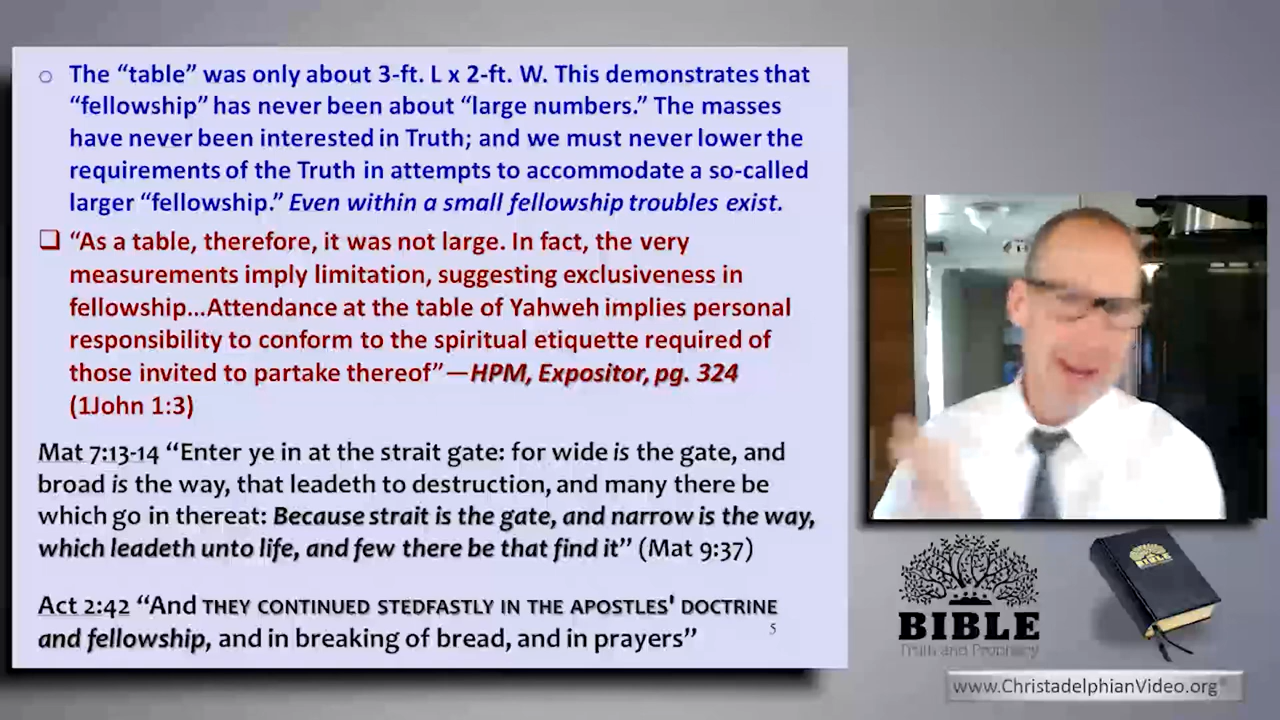 The “table” was only about 3-ft. L x 2-ft. W. This demonstrates that
“fellowship” has never been about “large numbers.” The masses
have never been interested in Truth; and we must never lower the
requirements of the Truth in attempts to accommodate a so-called
larger “fellowship.” Even within a small fellowship troubles exist.
“As a table, therefore, it was not large. In fact, the very
measurements imply limitation, suggesting exclusiveness in
fellowship…Attendance at the table of Yahweh implies personal
responsibility to conform to the spiritual etiquette required of
those invited to partake thereof”—HPM, Expositor, pg. 324
(1John 1:3)
Mat 7:13-14 “Enter ye in at the strait gate: for wide is the gate, and
broad is the way, that leadeth to destruction, and many there be
which go in thereat: Because strait is the gate, and narrow is the way,
which leadeth unto life, and few there be that find it” (Mat 9:37)
Act 2:42 “And THEY CONTINUED STEDFASTLY IN THE APOSTLES' DOCTRINE
and fellowship, and in breaking of bread, and in prayers”
5
BIBLE
Truth and Prophecy
BIBLE
www.ChristadelphianVideo.org